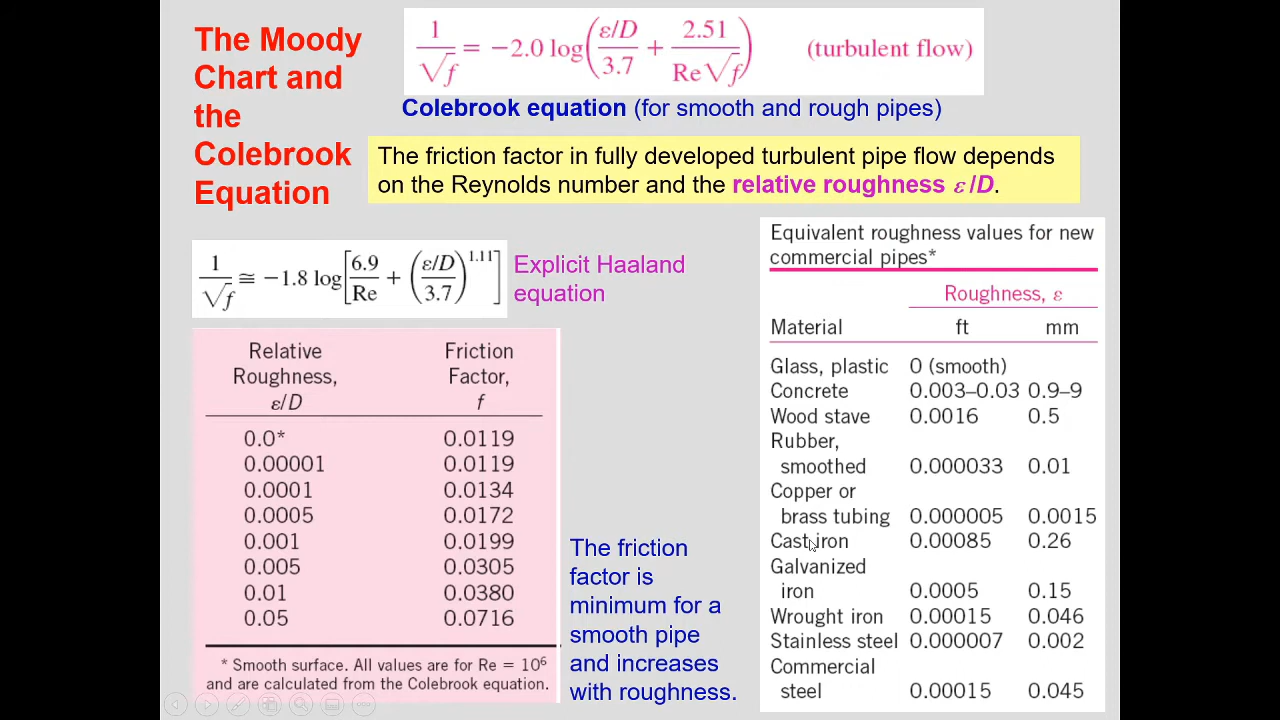 The Moody
Chart and
the
Colebrook
Equation
1/√f = −2.0 log(ε/D/3.7 + 2.51/Re√f) (turbulent flow)
Colebrook equation (for smooth and rough pipes)
The friction factor in fully developed turbulent pipe flow depends
on the Reynolds number and the relative roughness ε/D.
1/√f ≅ −1.8 log[6.9/Re + (ε/D/3.7)^1.11]
Explicit Haaland
equation
Relative Friction
Roughness, Factor,
ε/D f
0.0* 0.0119
0.00001 0.0119
0.0001 0.0134
0.0005 0.0172
0.001 0.0199
0.005 0.0305
0.01 0.0380
0.05 0.0716
* Smooth surface. All values are for Re = 10⁶
and are calculated from the Colebrook equation.
The friction
factor is
minimum for a
smooth pipe
and increases
with roughness.
Equivalent roughness values for new
commercial pipes*
Roughness, ε
Material ft mm
Glass, plastic 0 (smooth)
Concrete 0.003–0.03 0.9–9
Wood stave 0.0016 0.5
Rubber,
smoothed 0.000033 0.01
Copper or
brass tubing 0.000005 0.0015
Cast iron 0.00085 0.26
Galvanized
iron 0.0005 0.15
Wrought iron 0.00015 0.046
Stainless steel 0.000007 0.002
Commercial
steel 0.00015 0.045